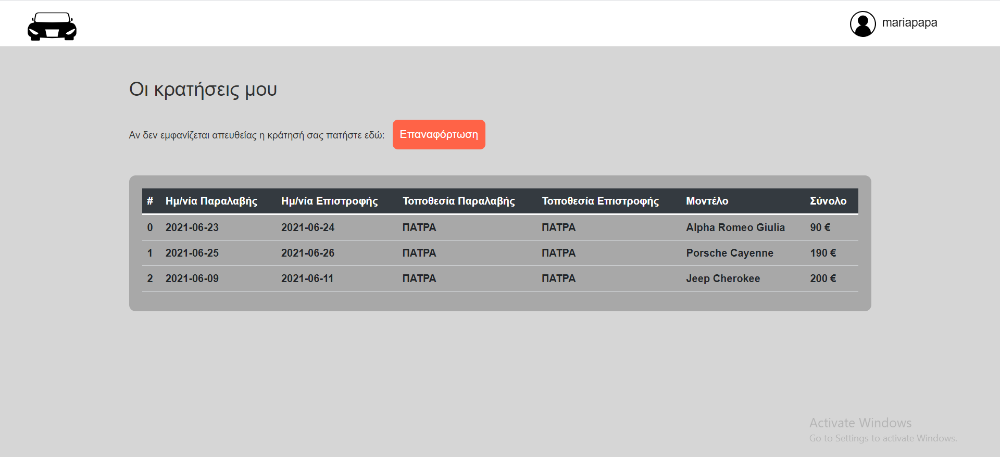 mariapapa
Οι κρατήσεις μου
Αν δεν εμφανίζεται απευθείας η κράτησή σας πατήστε εδώ: Επαναφόρτωση
# Ημ/νία Παραλαβής Ημ/νία Επιστροφής Τοποθεσία Παραλαβής Τοποθεσία Επιστροφής Μοντέλο Σύνολο
0 2021-06-23 2021-06-24 ΠΑΤΡΑ ΠΑΤΡΑ Alpha Romeo Giulia 90 €
1 2021-06-25 2021-06-26 ΠΑΤΡΑ ΠΑΤΡΑ Porsche Cayenne 190 €
2 2021-06-09 2021-06-11 ΠΑΤΡΑ ΠΑΤΡΑ Jeep Cherokee 200 €
Activate Windows
Go to Settings to activate Windows.